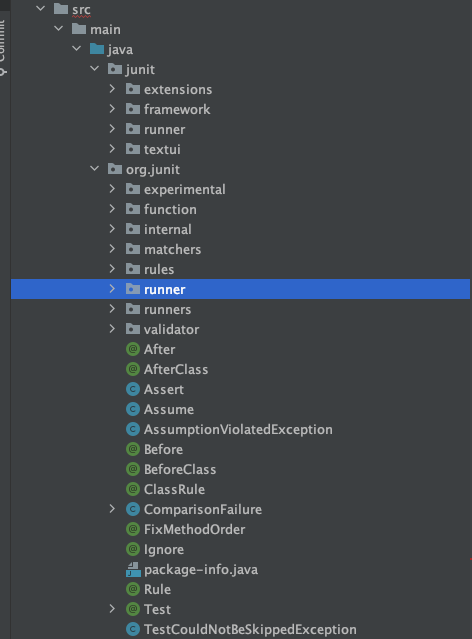 Commit
src
main
java
junit
extensions
framework
runner
textui
org.junit
experimental
function
internal
matchers
rules
runner
runners
validator
@ After
@ AfterClass
C Assert
C Assume
C AssumptionViolatedException
@ Before
@ BeforeClass
@ ClassRule
C ComparisonFailure
@ FixMethodOrder
@ Ignore
package-info.java
@ Rule
@ Test
C TestCouldNotBeSkippedException